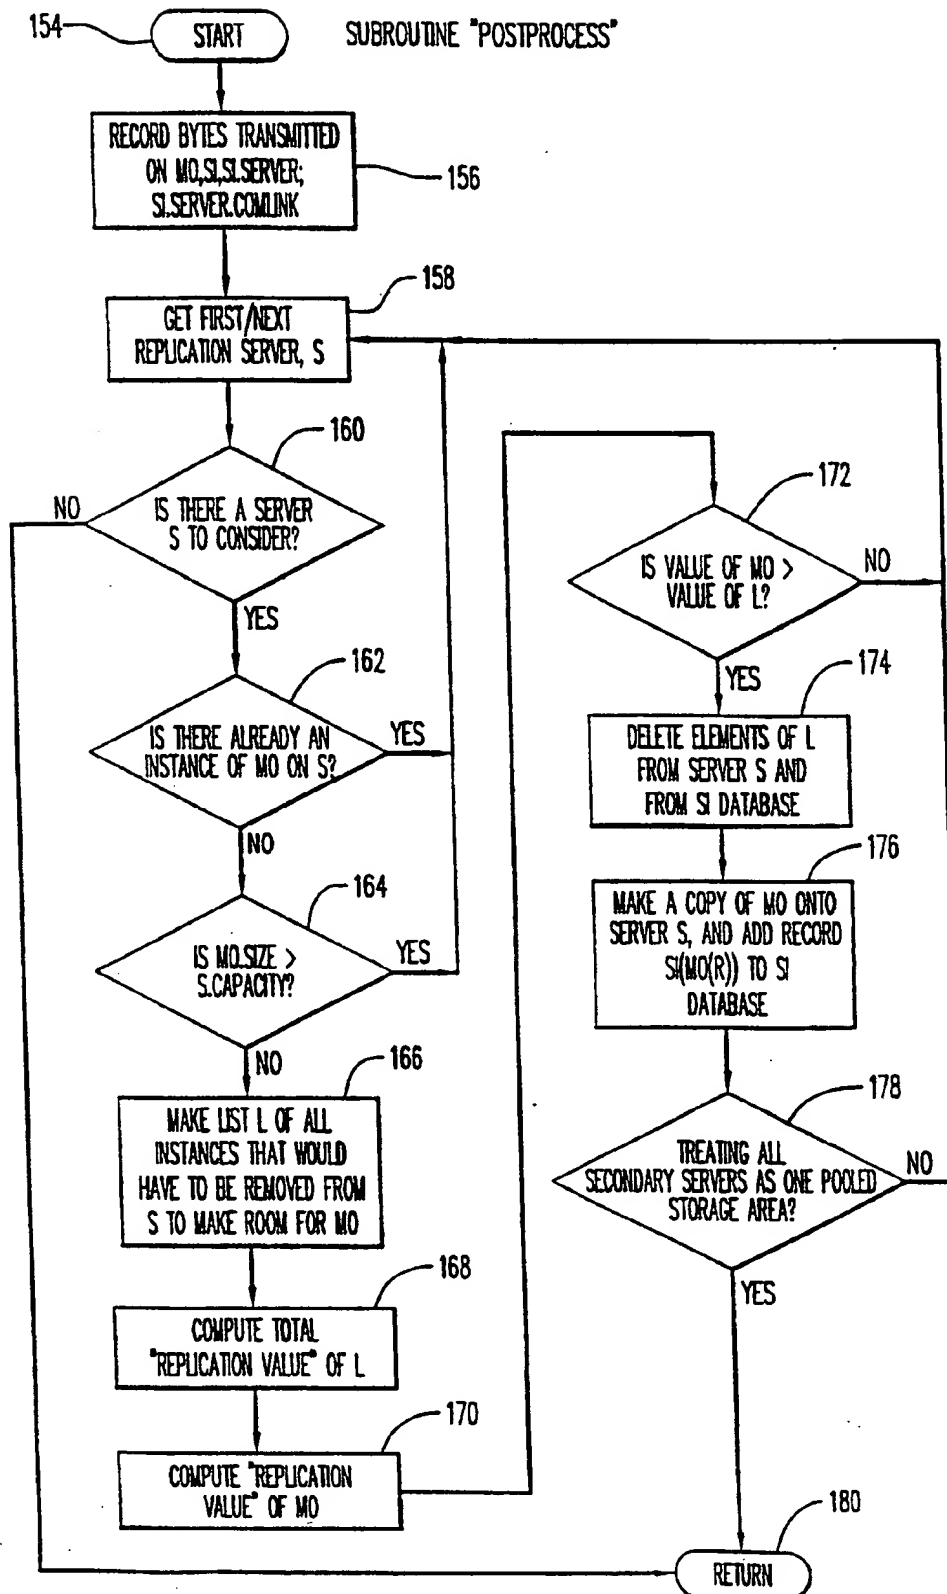 154
START
SUBROUTINE "POSTPROCESS"
RECORD BYTES TRANSMITTED
ON MO,SI,SI.SERVER;
SI.SERVER.COMLINK
156
158
GET FIRST/NEXT
REPLICATION SERVER, S
160
NO
IS THERE A SERVER
S TO CONSIDER?
YES
162
IS THERE ALREADY AN
INSTANCE OF MO ON S?
YES
NO
164
IS MO.SIZE >
S.CAPACITY?
YES
NO
166
MAKE LIST L OF ALL
INSTANCES THAT WOULD
HAVE TO BE REMOVED FROM
S TO MAKE ROOM FOR MO
168
COMPUTE TOTAL
"REPLICATION VALUE" OF L
170
COMPUTE "REPLICATION
VALUE" OF MO
172
IS VALUE OF MO >
VALUE OF L?
NO
YES
174
DELETE ELEMENTS OF L
FROM SERVER S AND
FROM SI DATABASE
176
MAKE A COPY OF MO ONTO
SERVER S, AND ADD RECORD
SI(MO(R)) TO SI
DATABASE
178
TREATING ALL
SECONDARY SERVERS AS ONE POOLED
STORAGE AREA?
NO
YES
180
RETURN